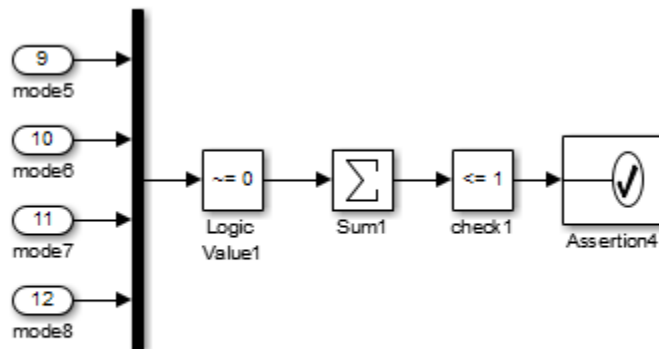 9
mode5
10
mode6
11
mode7
12
mode8
~= 0
Logic
Value1
Σ
Sum1
<= 1
check1
Assertion4